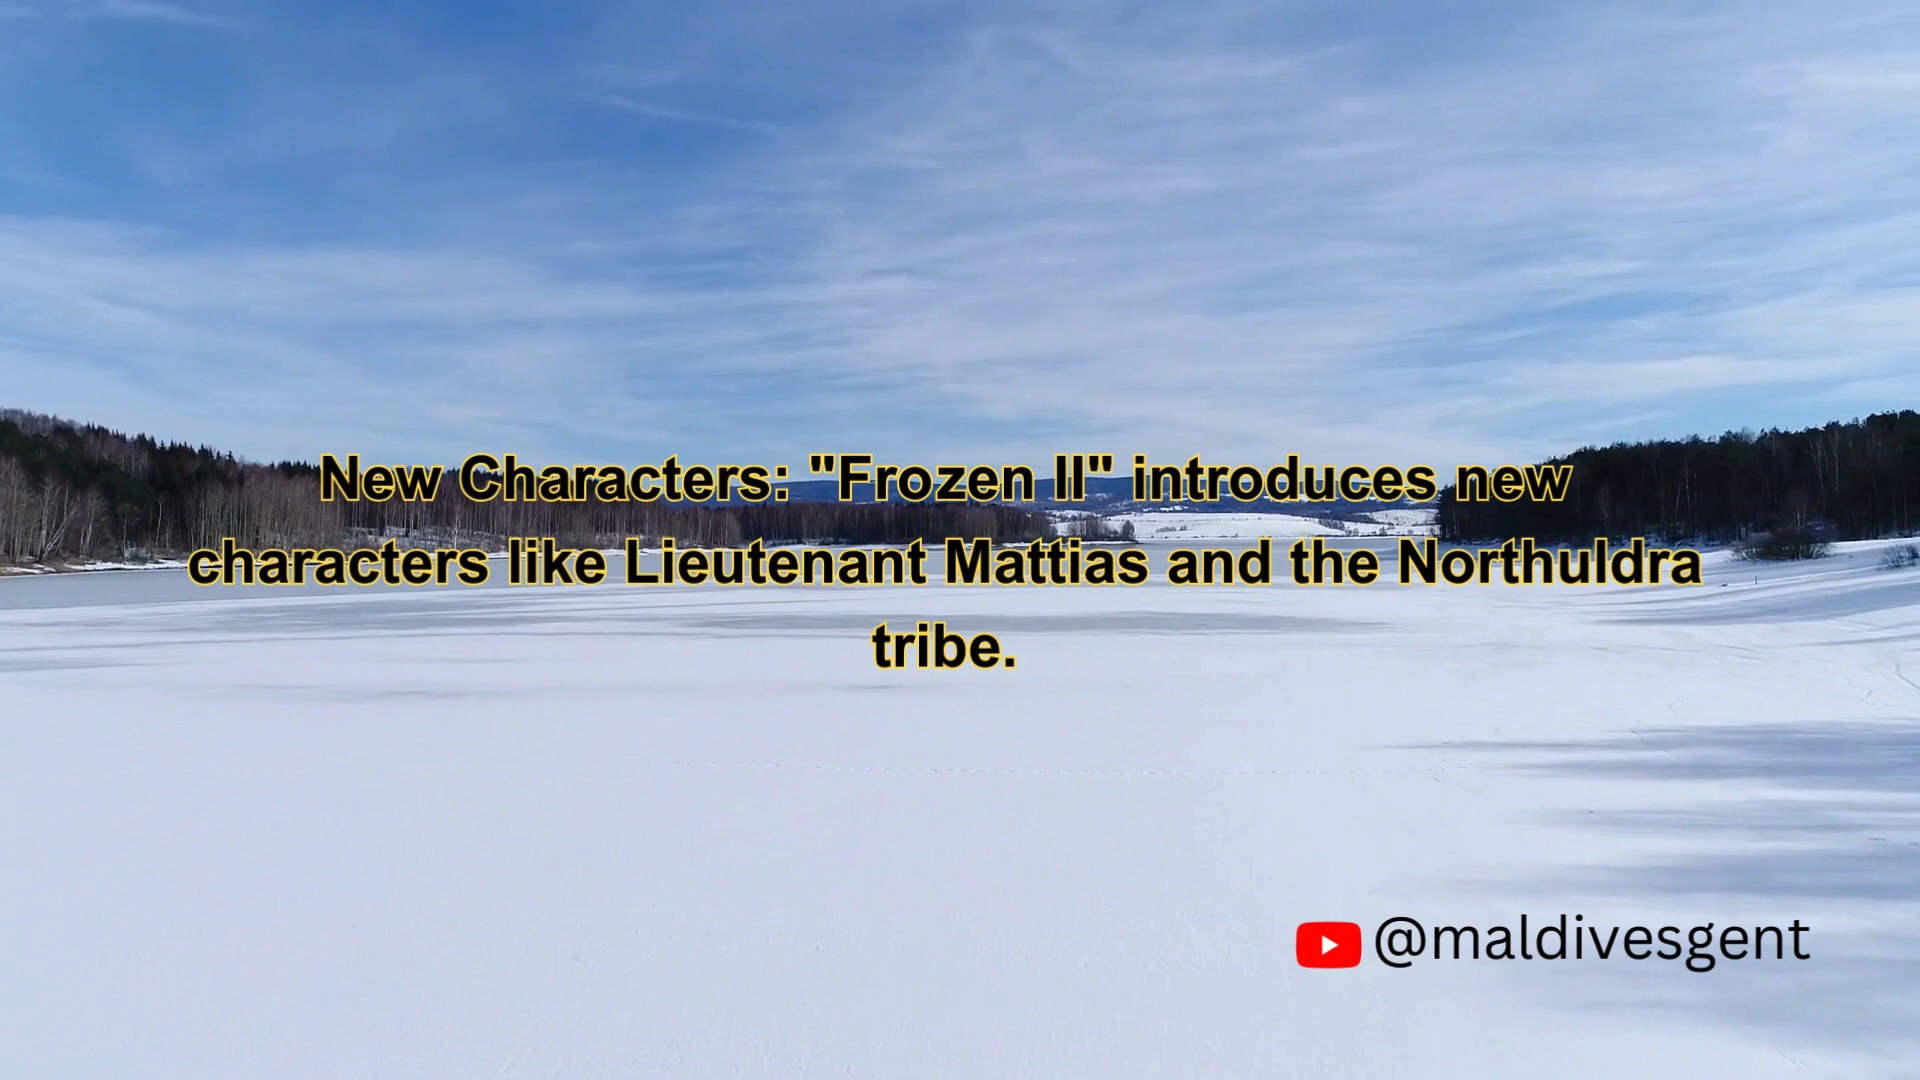 New Characters: "Frozen II" introduces new
characters like Lieutenant Mattias and the Northuldra
tribe.
@maldivesgent